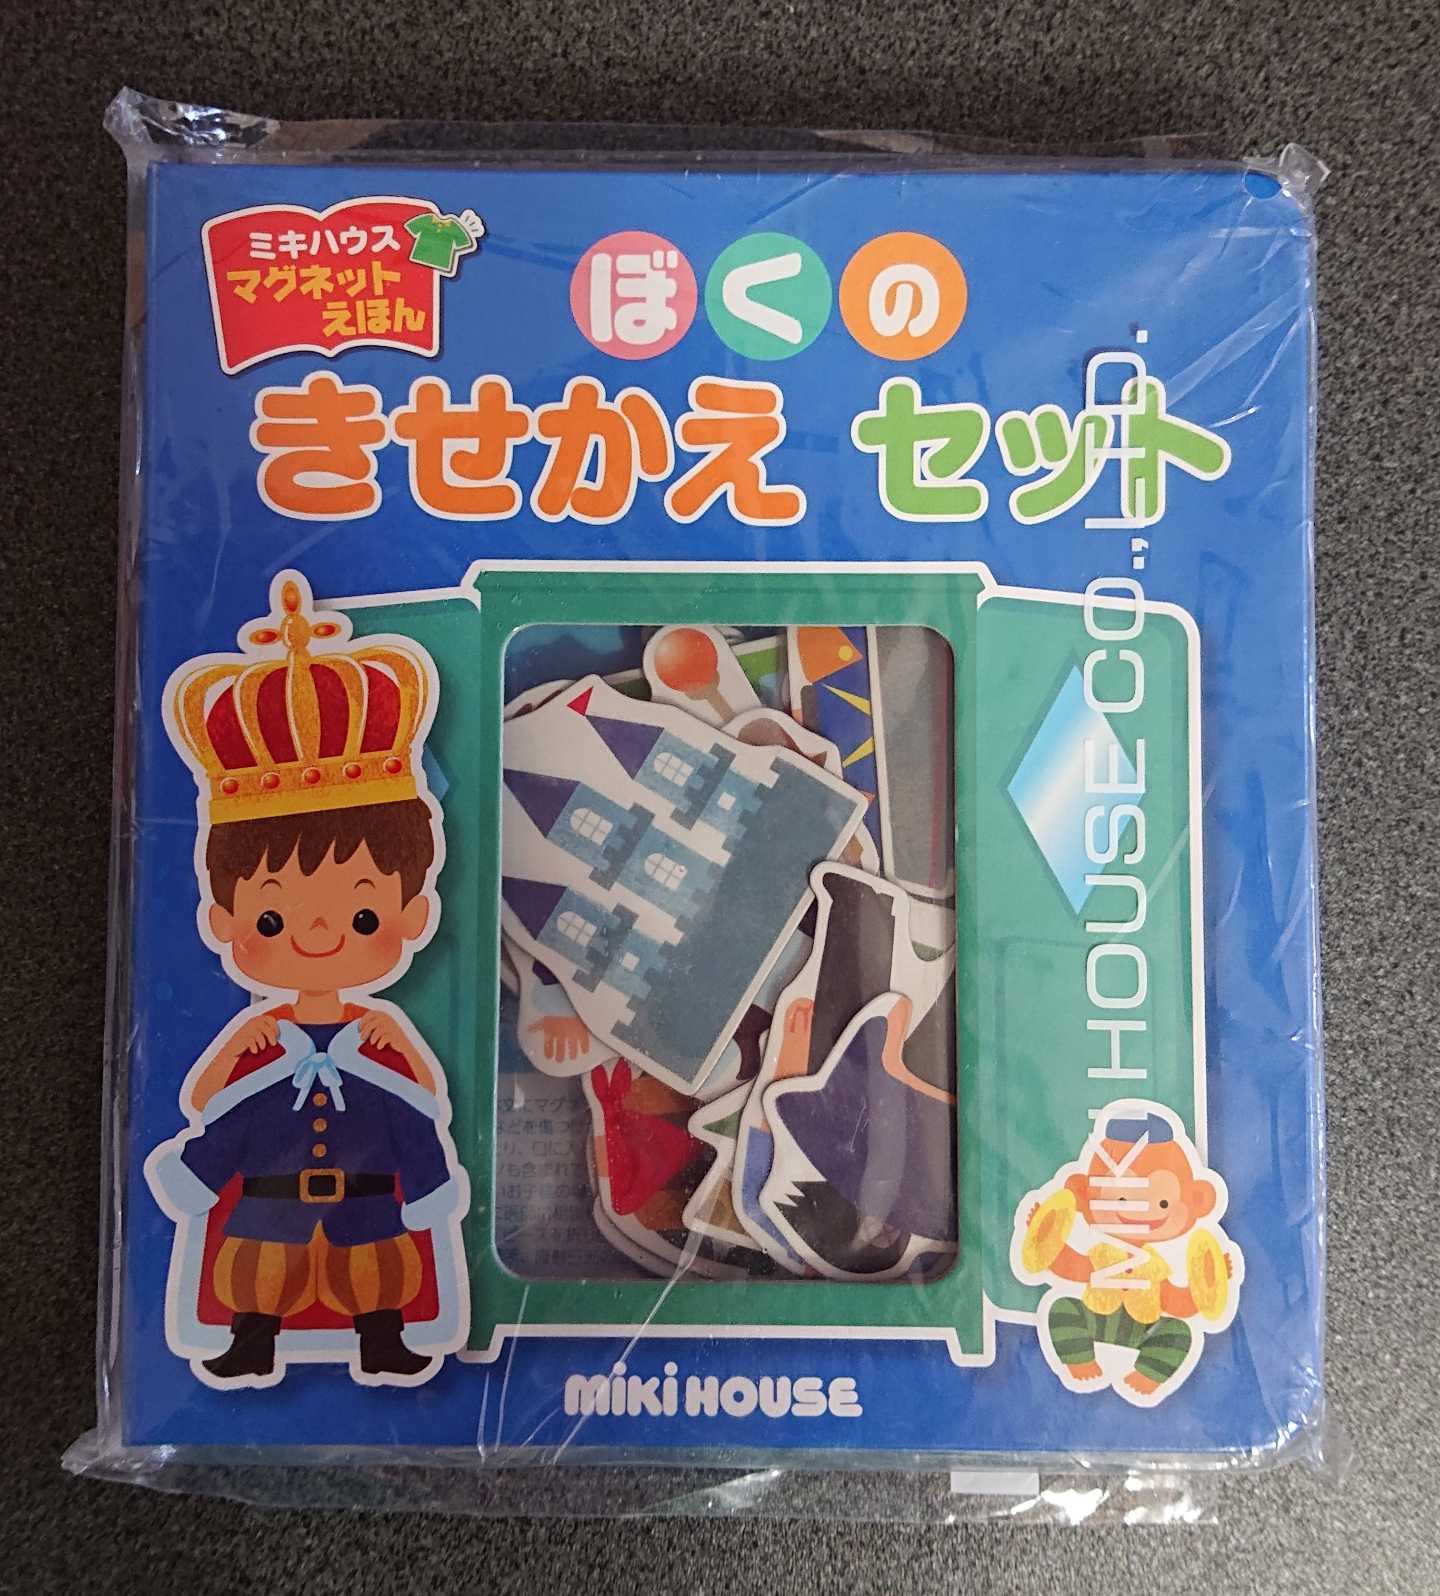 ミキハウス
マグネット
えほん
ぼくの
きせかえ セット
MIKI HOUSE CO., LTD.
miki HOUSE